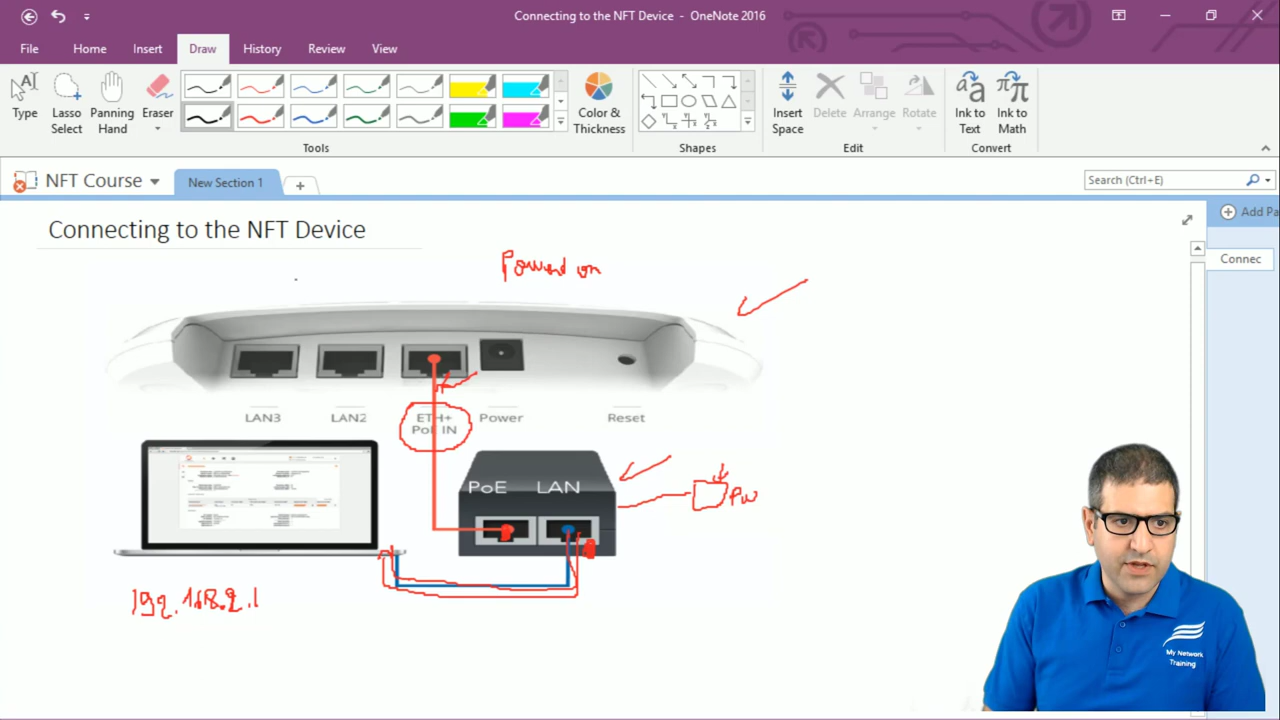 Connecting to the NFT Device - OneNote 2016
File Home Insert Draw History Review View
Type Lasso Select Panning Hand Eraser Color & Thickness Insert Space Delete Arrange Rotate Ink to Text Ink to Math
Tools Shapes Edit Convert
NFT Course New Section 1 Search (Ctrl+E)
Add Pa
Connecting to the NFT Device
Connec
Powered on
LAN3 LAN2 ETH+ PoE IN Power Reset
PoE LAN
PW
192.168.2.1
My Network
Training